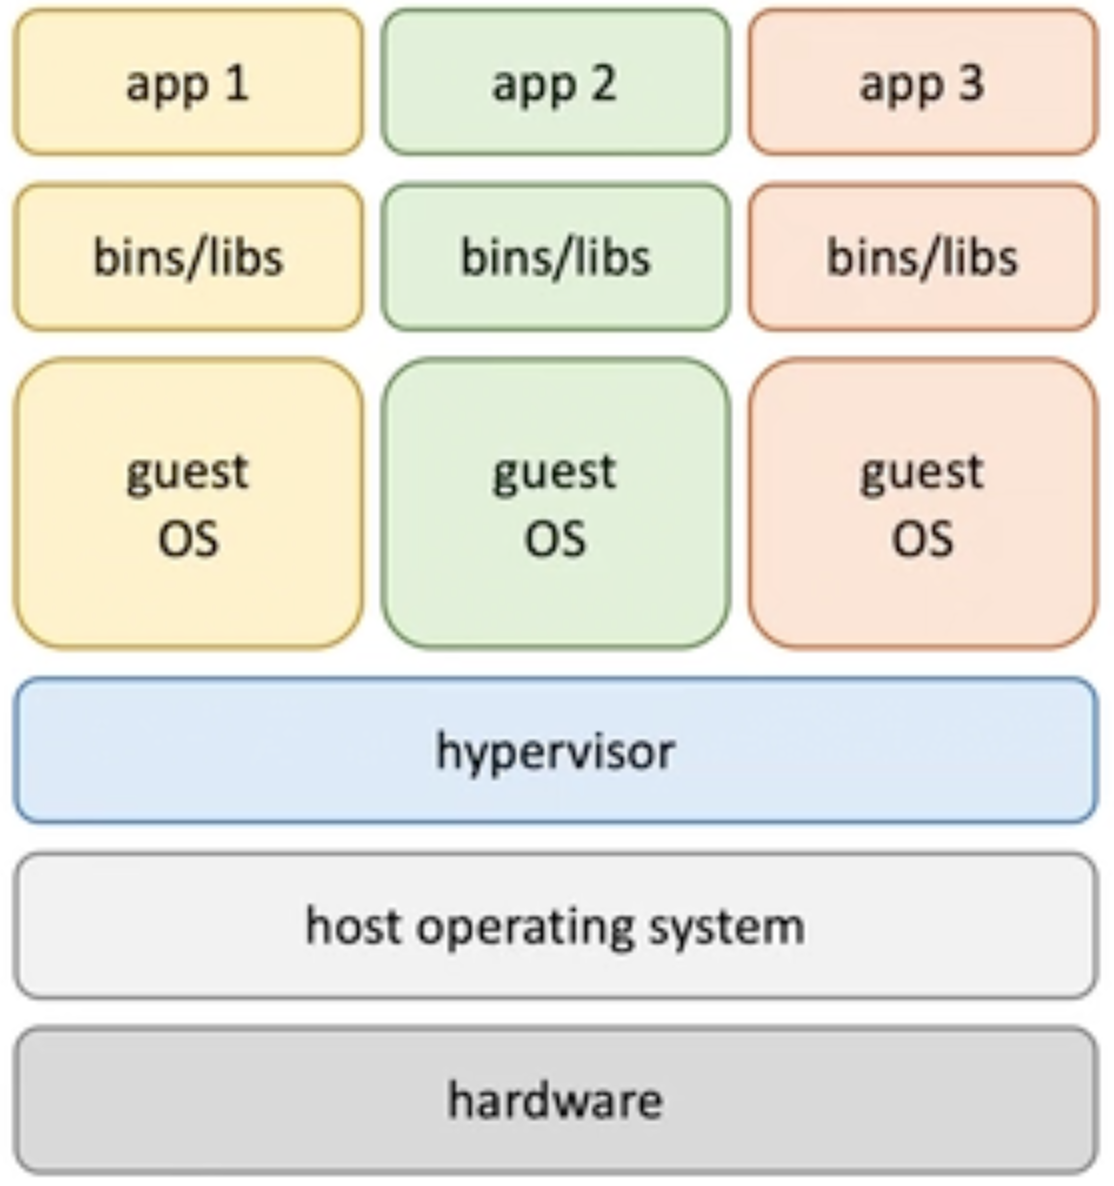 app 1
app 2
app 3
bins/libs
bins/libs
bins/libs
guest
OS
guest
OS
guest
OS
hypervisor
host operating system
hardware